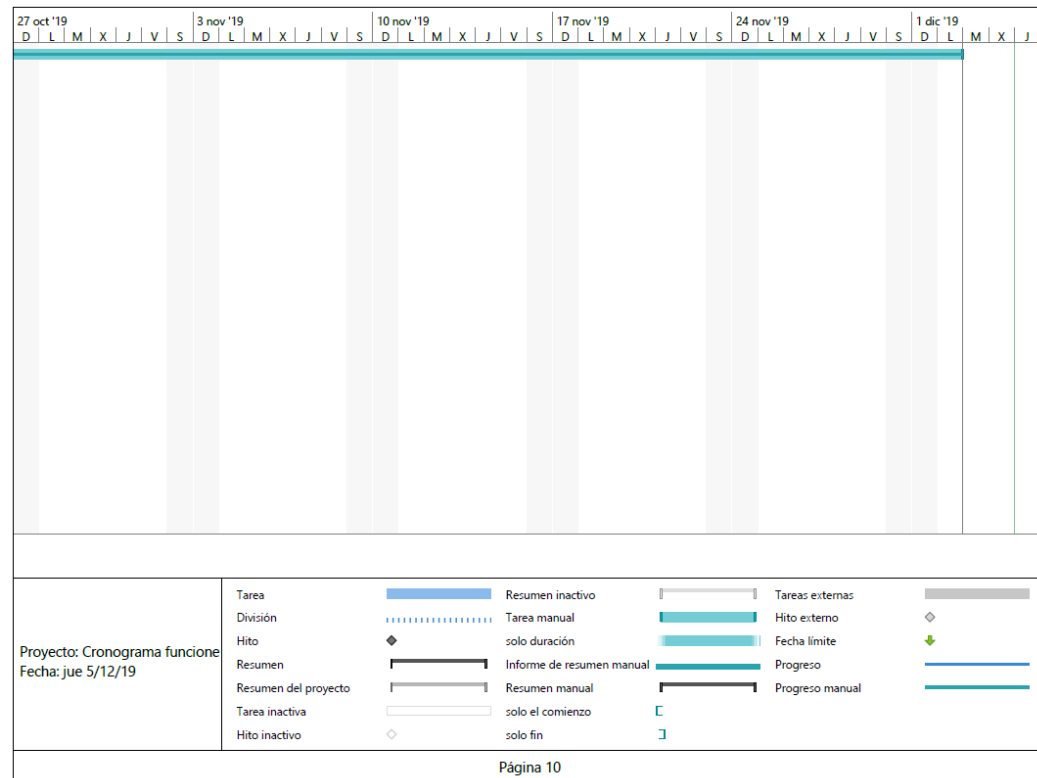 27 oct '19 3 nov '19 10 nov '19 17 nov '19 24 nov '19 1 dic '19
D L M X J V S D L M X J V S D L M X J V S D L M X J V S D L M X J V S D L M X J
Proyecto: Cronograma funcione
Fecha: jue 5/12/19
Tarea
División
Hito
Resumen
Resumen del proyecto
Tarea inactiva
Hito inactivo
Resumen inactivo
Tarea manual
solo duración
Informe de resumen manual
Resumen manual
solo el comienzo
solo fin
Tareas externas
Hito externo
Fecha límite
Progreso
Progreso manual
Página 10